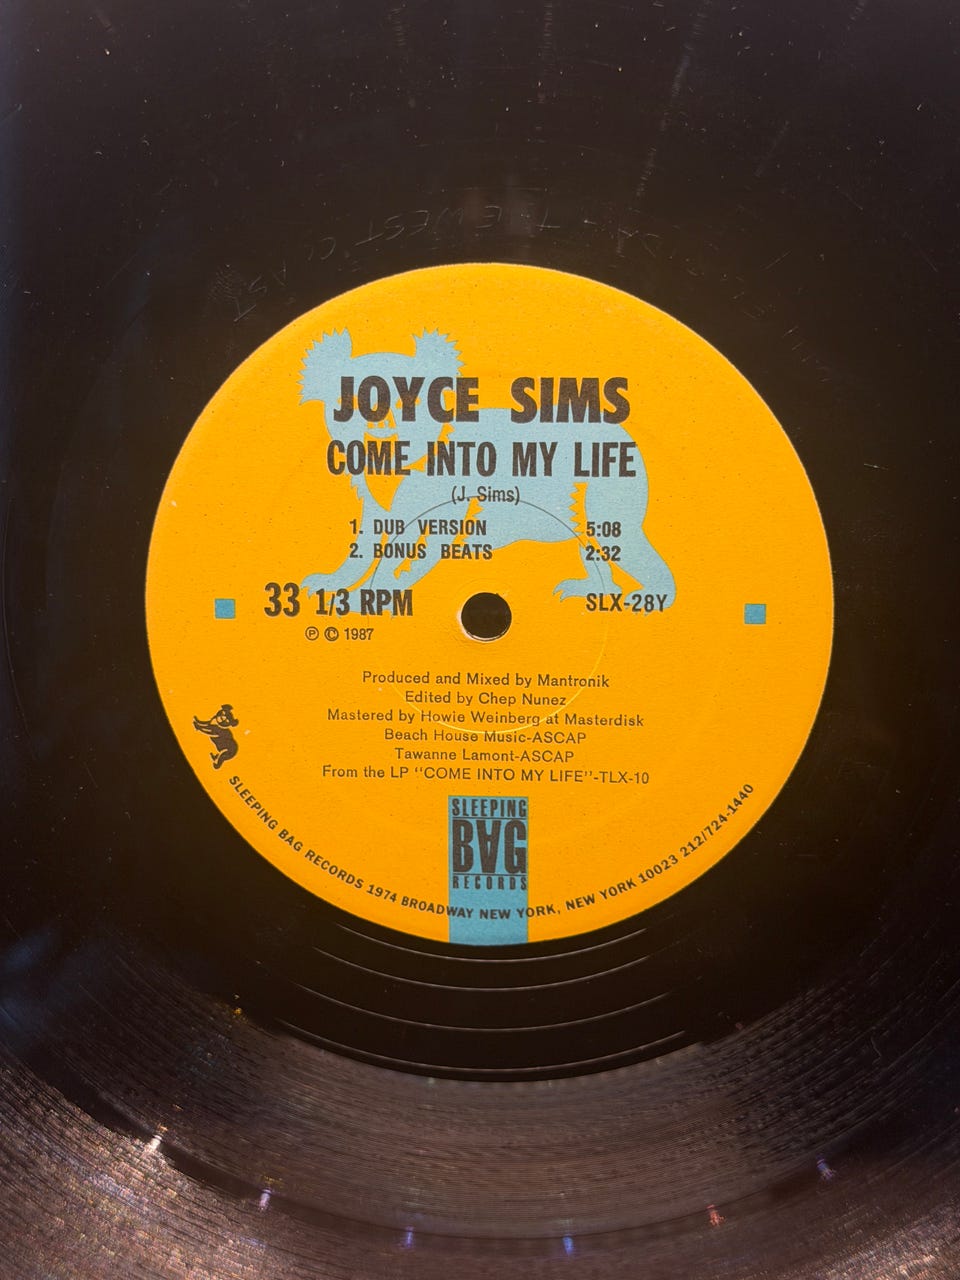 THE WEST COAST
JOYCE SIMS
COME INTO MY LIFE
(J. Sims)
1. DUB VERSION 5:08
2. BONUS BEATS 2:32
33 1/3 RPM
SLX-28Y
Ⓟ © 1987
Produced and Mixed by Mantronik
Edited by Chep Nunez
Mastered by Howie Weinberg at Masterdisk
Beach House Music-ASCAP
Tawanne Lamont-ASCAP
From the LP "COME INTO MY LIFE"-TLX-10
SLEEPING
BAG
RECORDS
SLEEPING BAG RECORDS 1974 BROADWAY NEW YORK, NEW YORK 10023 212/724-1440